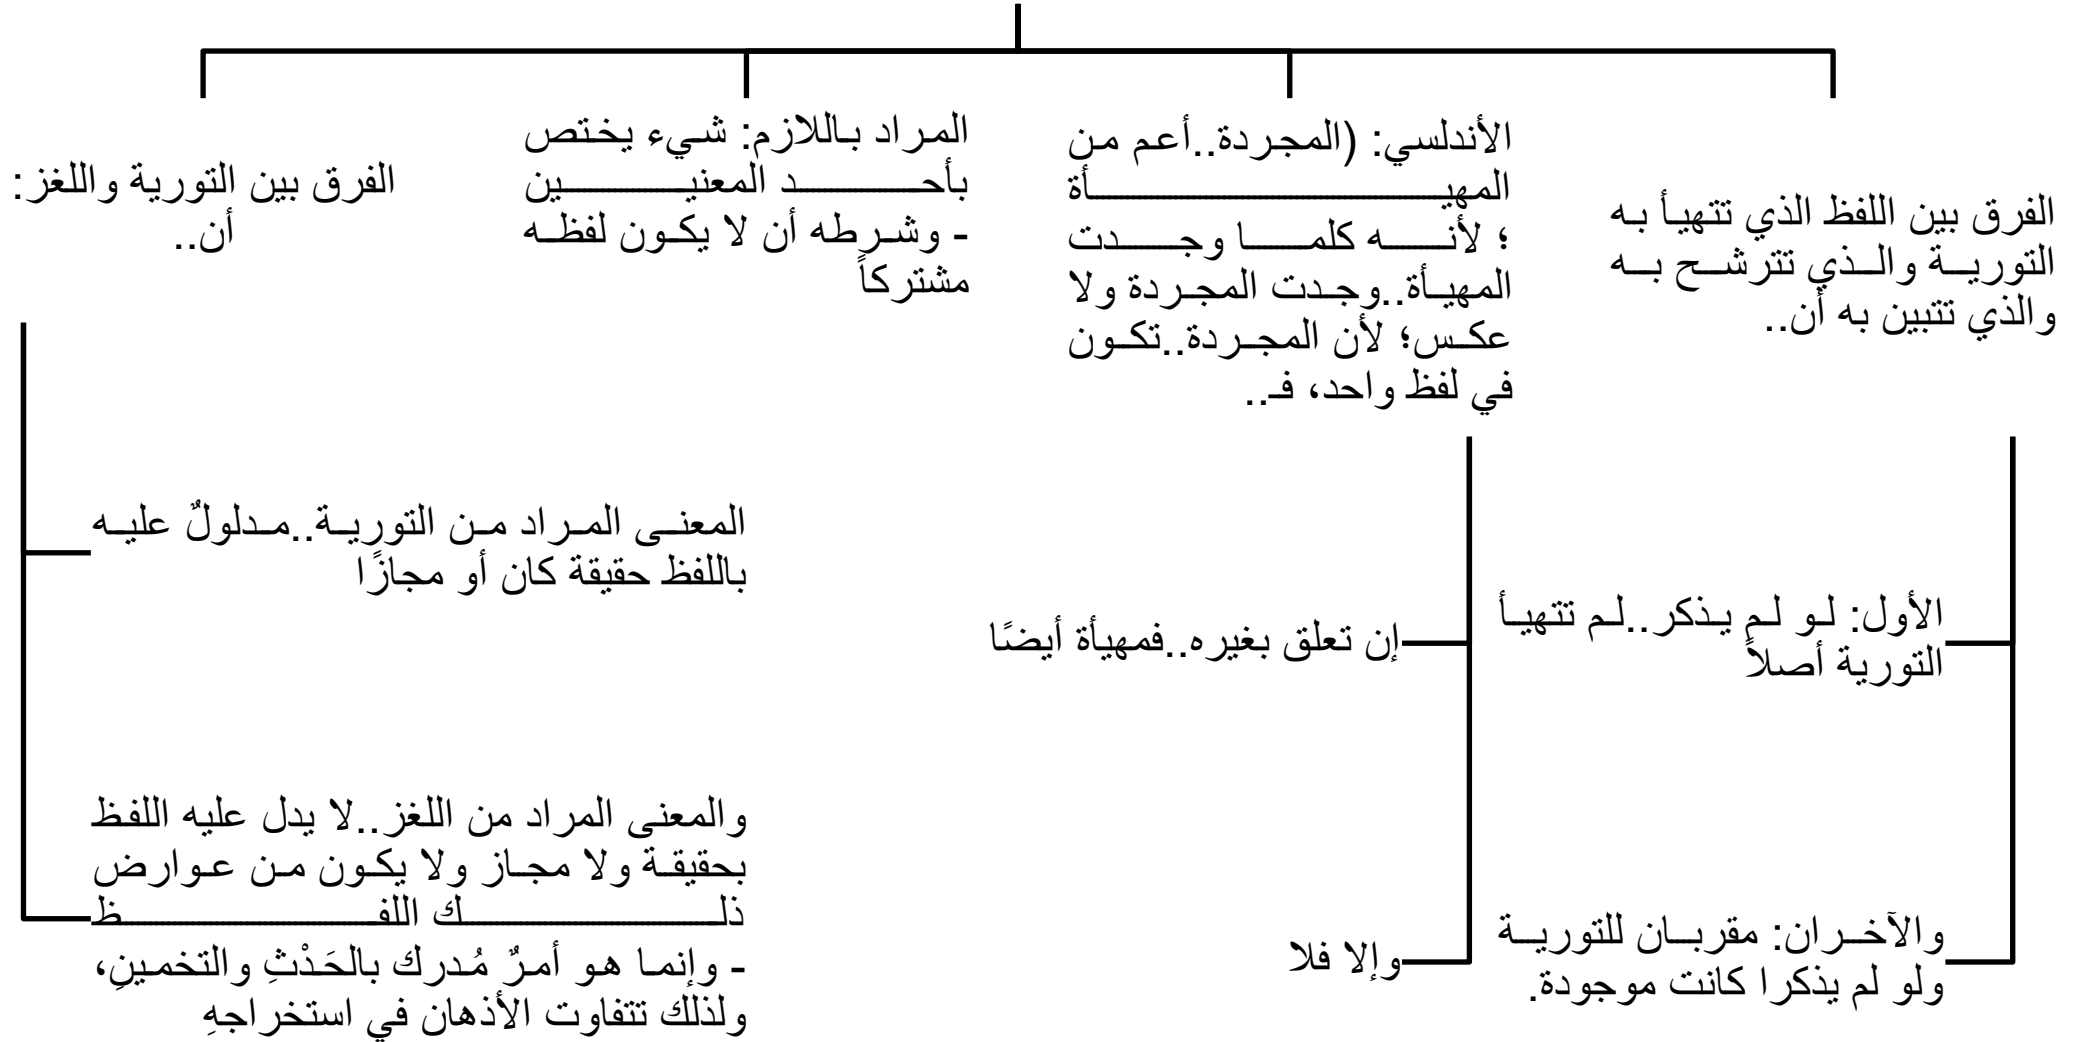 الفرق بين اللفظ الذي تتهيأ به
التورية والذي تترشح به
والذي تتبين به أن..
الأول: لو لم يذكر..لم تتهيأ
التورية أصلاً
والآخران: مقربان للتورية
ولو لم يذكرا كانت موجودة.
الأندلسي: (المجردة..أعم من
المهيأة
؛ لأنه كلما وجدت
المهيأة..وجدت المجردة ولا
عكس؛ لأن المجردة..تكون
في لفظ واحد، فـ..
إن تعلق بغيره..فمهيأة أيضًا
وإلا فلا
المراد باللازم: شيء يختص
بأحد المعنيين
- وشرطه أن لا يكون لفظه
مشتركاً
الفرق بين التورية واللغز:
أن..
المعنى المراد من التورية..مدلولٌ عليه
باللفظ حقيقة كان أو مجازًا
والمعنى المراد من اللغز..لا يدل عليه اللفظ
بحقيقة ولا مجاز ولا يكون من عوارض
ذلك اللفظ
- وإنما هو أمرٌ مُدرك بالحَدْثِ والتخمينِ،
ولذلك تتفاوت الأذهان في استخراجهِ